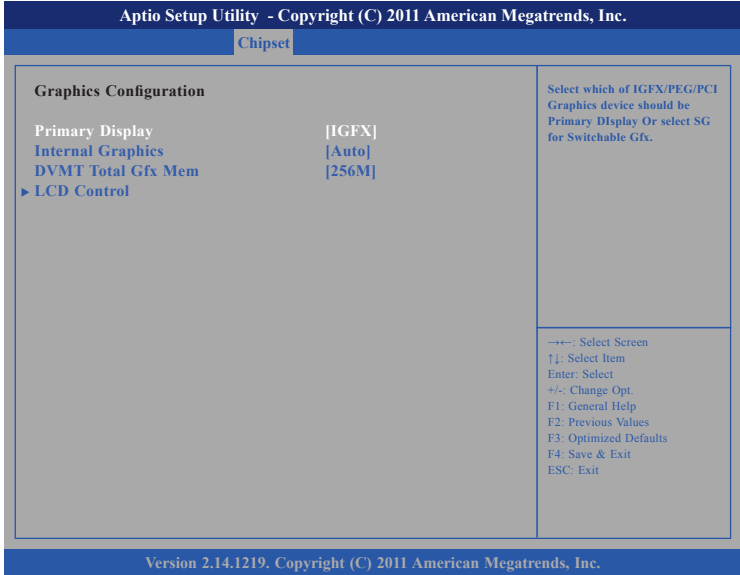 Aptio Setup Utility - Copyright (C) 2011 American Megatrends, Inc.
Chipset
Graphics Configuration
Primary Display [IGFX]
Internal Graphics [Auto]
DVMT Total Gfx Mem [256M]
▶ LCD Control
Select which of IGFX/PEG/PCI
Graphics device should be
Primary DIsplay Or select SG
for Switchable Gfx.
→←: Select Screen
↑↓: Select Item
Enter: Select
+/-: Change Opt.
F1: General Help
F2: Previous Values
F3: Optimized Defaults
F4: Save & Exit
ESC: Exit
Version 2.14.1219. Copyright (C) 2011 American Megatrends, Inc.